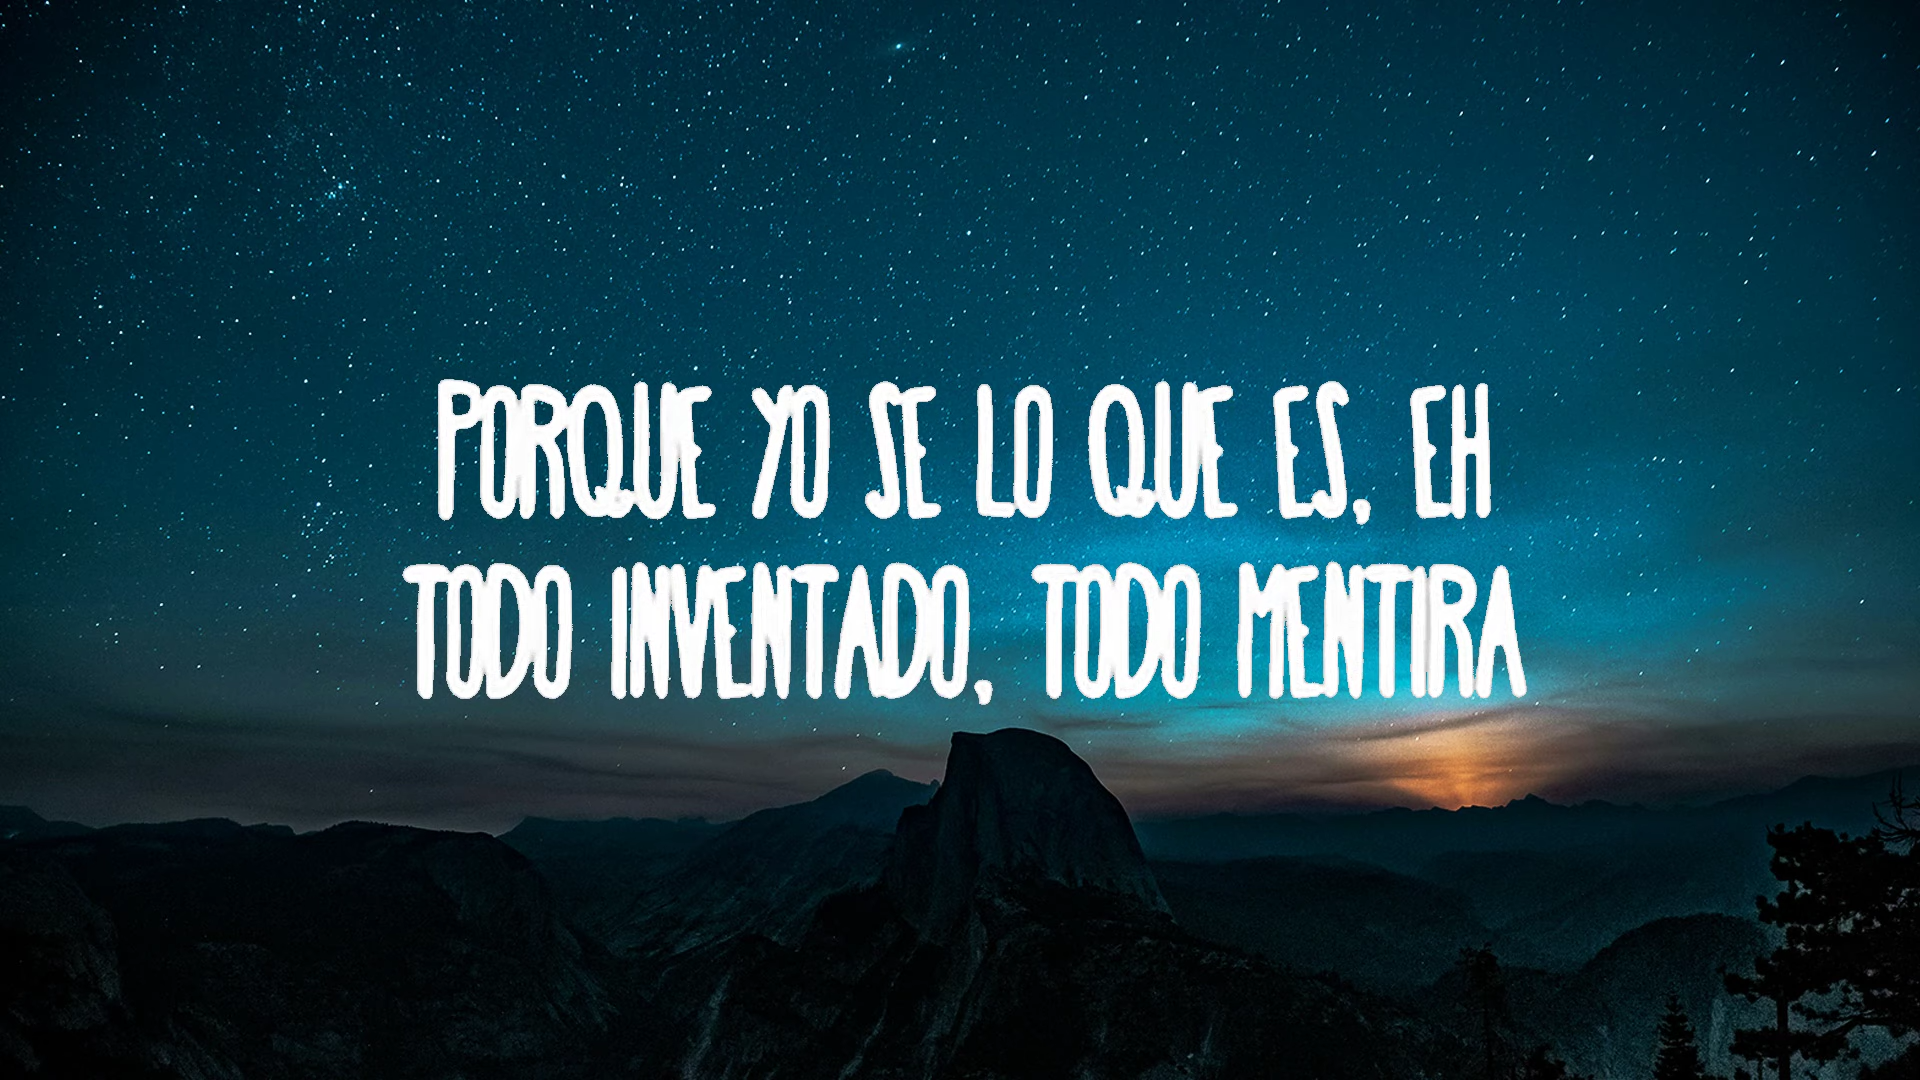 PORQUE YO SE LO QUE ES, EH
TODO INVENTADO, TODO MENTIRA